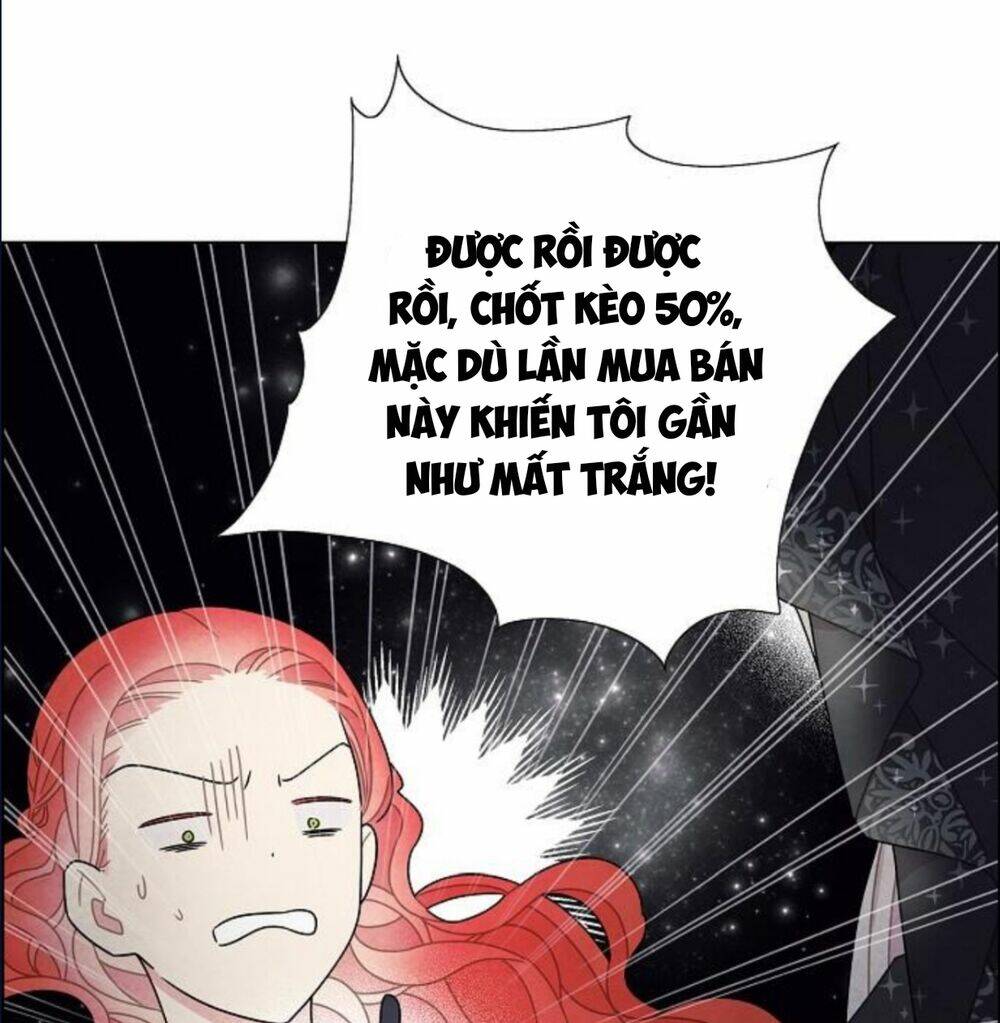 ĐƯỢC RỒI ĐƯỢC
RỒI, CHỐT KÈO 50%,
MẶC DÙ LẦN MUA BÁN
NÀY KHIẾN TÔI GẦN
NHƯ MẤT TRẮNG!